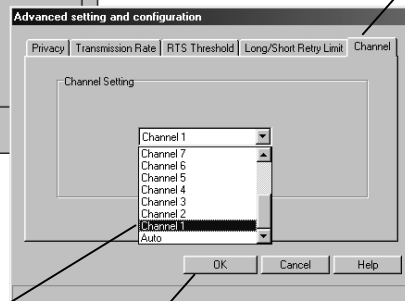 Advanced setting and configuration
Privacy Transmission Rate RTS Threshold Long/Short Retry Limit Channel
Channel Setting
Channel 1
Channel 7
Channel 6
Channel 5
Channel 4
Channel 3
Channel 2
Channel 1
Auto
OK Cancel Help